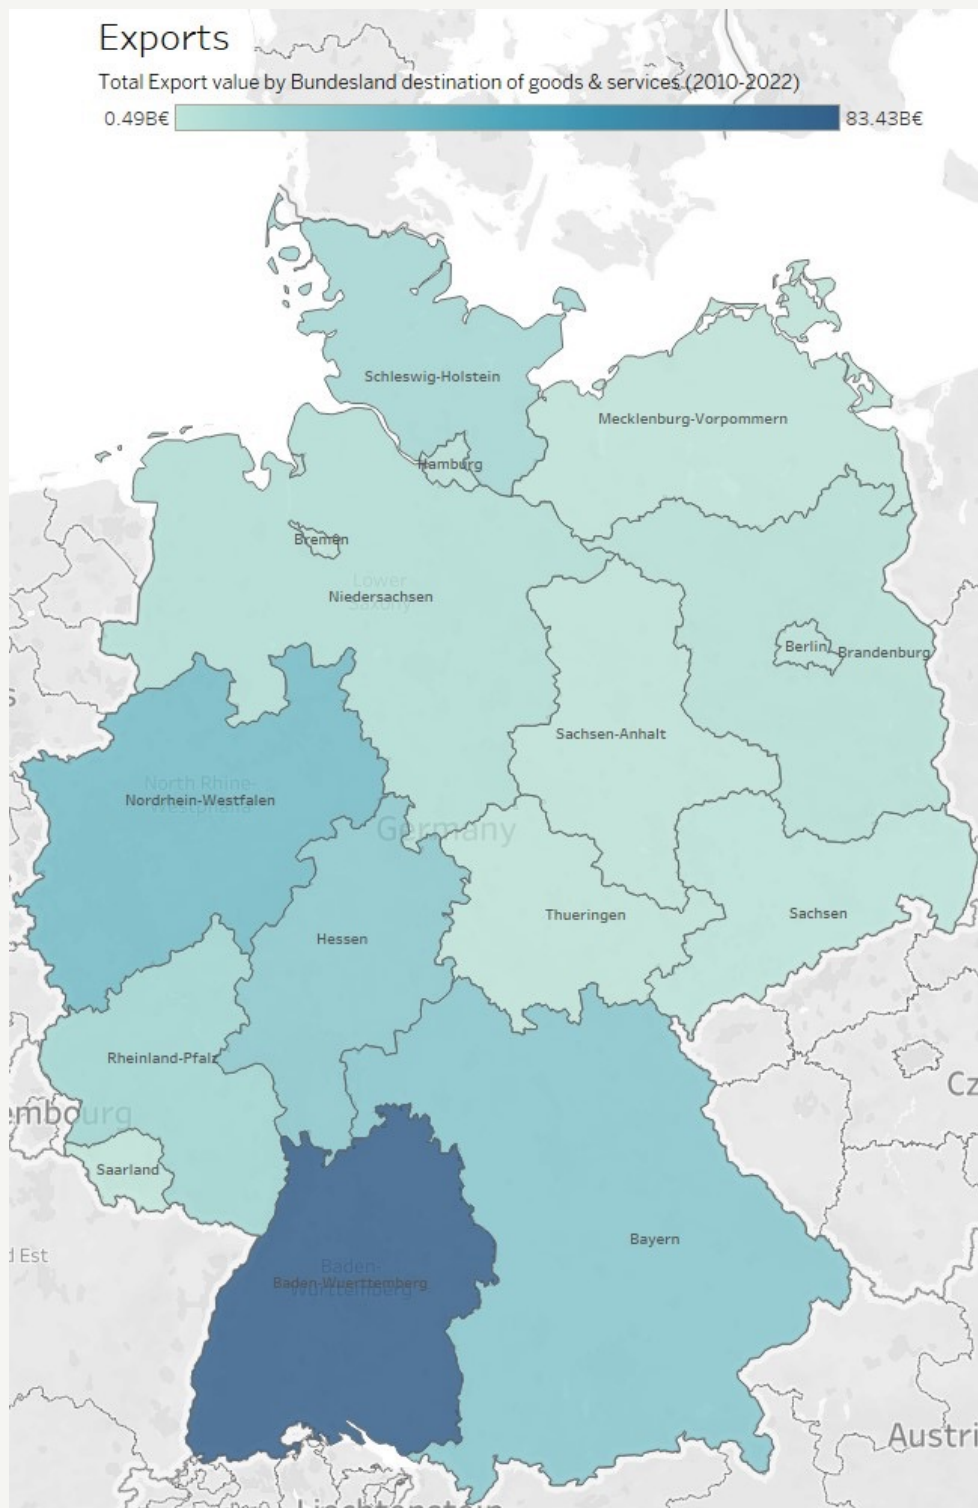 Exports
Total Export value by Bundesland destination of goods & services (2010-2022)
0.49B€
83.43B€
Schleswig-Holstein
Mecklenburg-Vorpommern
Hamburg
Bremen
Lower
Saxony
Niedersachsen
Berlin
Brandenburg
Sachsen-Anhalt
North Rhine-
Westphalia
Nordrhein-Westfalen
Germany
Thueringen
Sachsen
Hessen
Rheinland-Pfalz
Cz
embourg
Saarland
d Est
Bayern
Baden-
Württemberg
Baden-Wuerttemberg
Austri
Liechtenstein